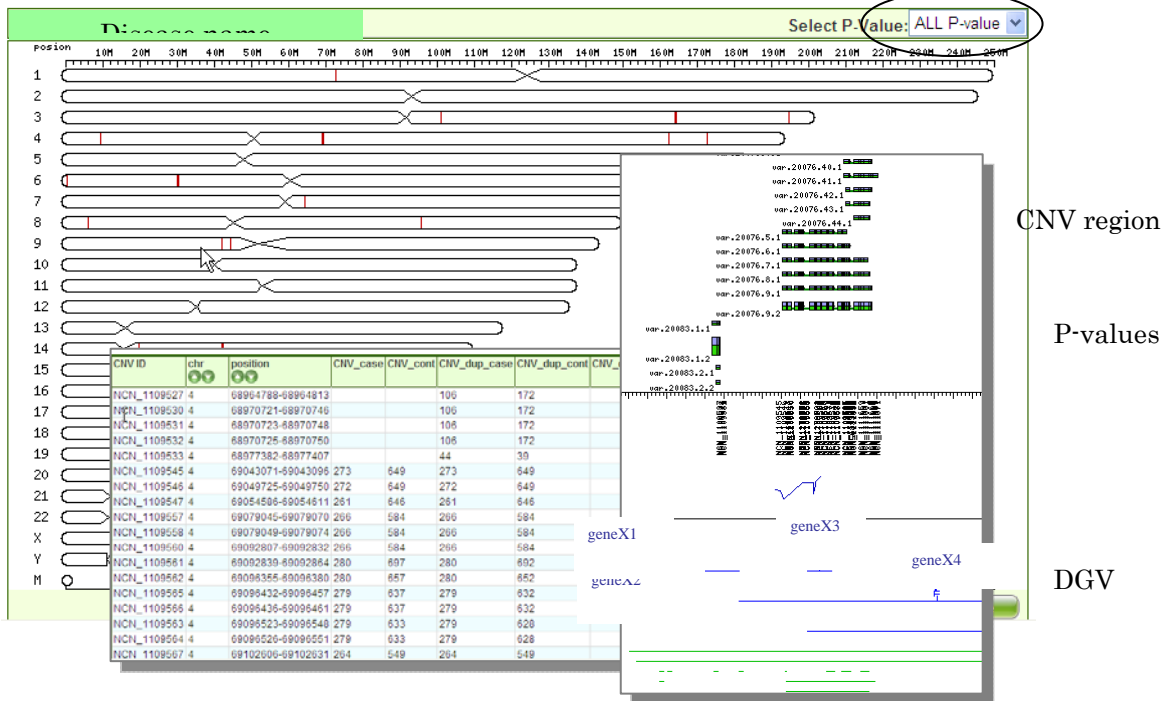 Disease name
Select P-Value: ALL P-value
posion 10M 20M 30M 40M 50M 60M 70M 80M 90M 100M 110M 120M 130M 140M 150M 160M 170M 180M 190M 200M 210M 220M 230M 240M 250M
1
2
3
4
5
6
7
8
9
10
11
12
13
14
15
16
17
18
19
20
21
22
X
Y
M
CNV ID chr position CNV_case CNV_cont CNV_dup_case CNV_dup_cont
NCN_1109527 4 68964788-68964813 106 172
NCN_1109530 4 68970721-68970746 106 172
NCN_1109531 4 68970723-68970748 106 172
NCN_1109532 4 68970725-68970750 106 172
NCN_1109533 4 68977382-68977407 44 39
NCN_1109545 4 69043071-69043096 273 649 273 649
NCN_1109546 4 69049725-69049750 272 649 272 649
NCN_1109547 4 69054586-69054611 261 646 261 646
NCN_1109557 4 69079045-69079070 266 584 266 584
NCN_1109558 4 69079049-69079074 266 584 266 584
NCN_1109560 4 69092807-69092832 266 584 266 584
NCN_1109561 4 69092839-69092864 280 697 280 692
NCN_1109562 4 69096355-69096380 280 657 280 652
NCN_1109565 4 69096432-69096457 279 637 279 632
NCN_1109566 4 69096436-69096461 279 637 279 632
NCN_1109563 4 69096523-69096548 279 633 279 628
NCN_1109564 4 69096526-69096551 279 633 279 628
NCN_1109567 4 69102606-69102631 264 549 264 549
var.20076.40.1
var.20076.41.1
var.20076.42.1
var.20076.43.1
var.20076.44.1
var.20076.5.1
var.20076.6.1
var.20076.7.1
var.20076.8.1
var.20076.9.1
var.20076.9.2
var.20083.1.1
var.20083.1.2
var.20083.2.1
var.20083.2.2
geneX1
geneX2
geneX3
geneX4
CNV region
P-values
DGV